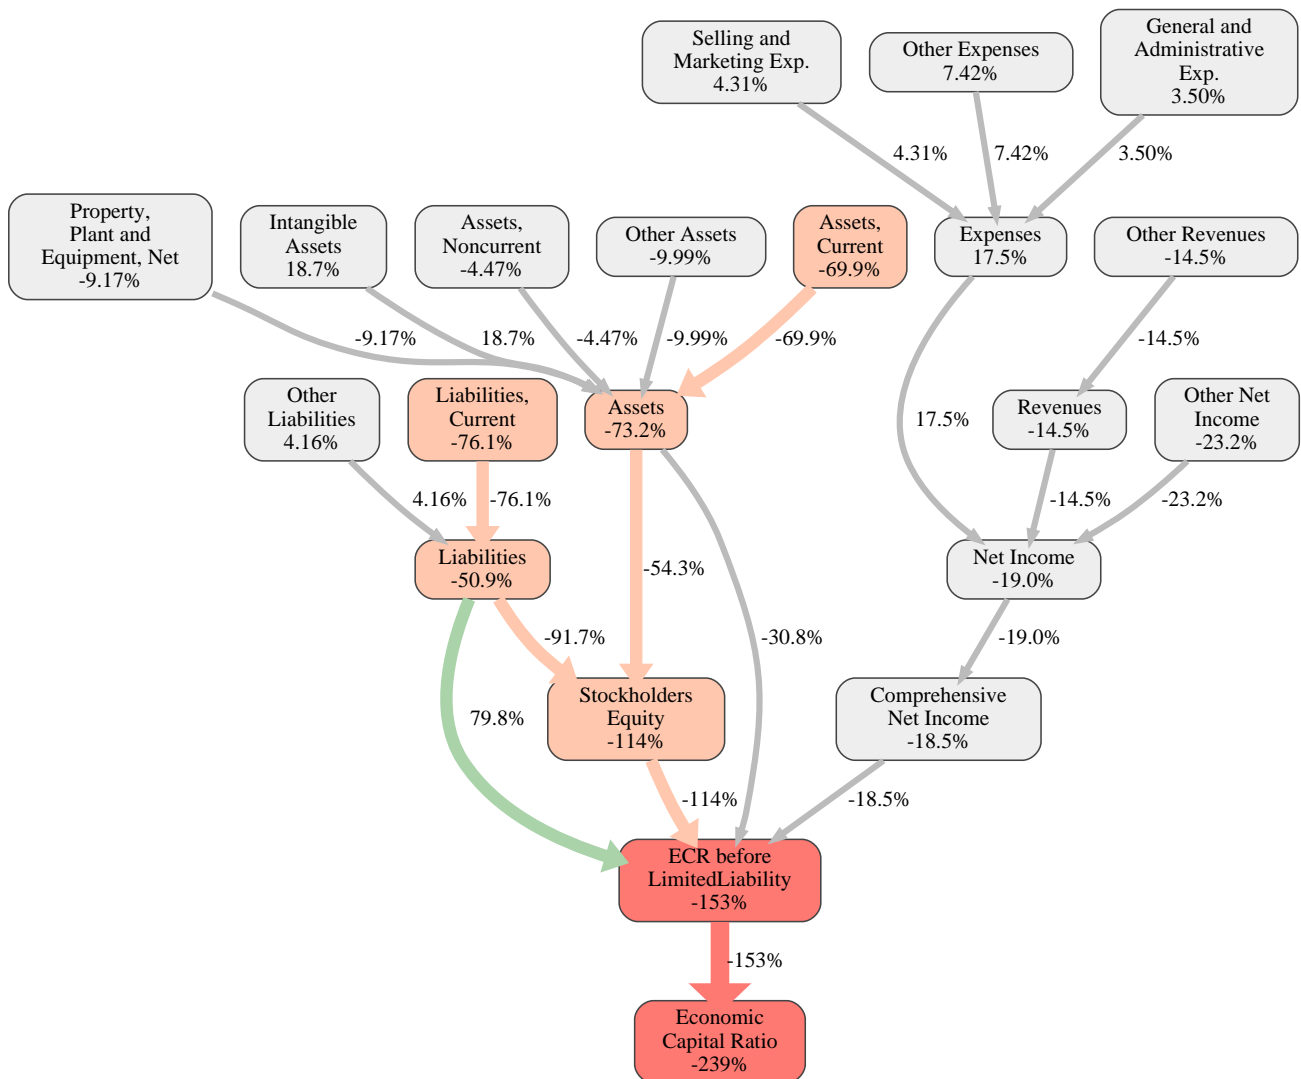 Selling and
Marketing Exp.
4.31%
Other Expenses
7.42%
General and
Administrative
Exp.
3.50%
4.31%
7.42%
3.50%
Property,
Plant and
Equipment, Net
-9.17%
Intangible
Assets
18.7%
Assets,
Noncurrent
-4.47%
Other Assets
-9.99%
Assets,
Current
-69.9%
Expenses
17.5%
Other Revenues
-14.5%
-9.17%
18.7%
-4.47%
-9.99%
-69.9%
-14.5%
Other
Liabilities
4.16%
Liabilities,
Current
-76.1%
Assets
-73.2%
17.5%
Revenues
-14.5%
Other Net
Income
-23.2%
4.16%
-76.1%
-14.5%
-23.2%
Liabilities
-50.9%
-54.3%
Net Income
-19.0%
-91.7%
-30.8%
-19.0%
79.8%
Stockholders
Equity
-114%
Comprehensive
Net Income
-18.5%
-114%
-18.5%
ECR before
LimitedLiability
-153%
-153%
Economic
Capital Ratio
-239%